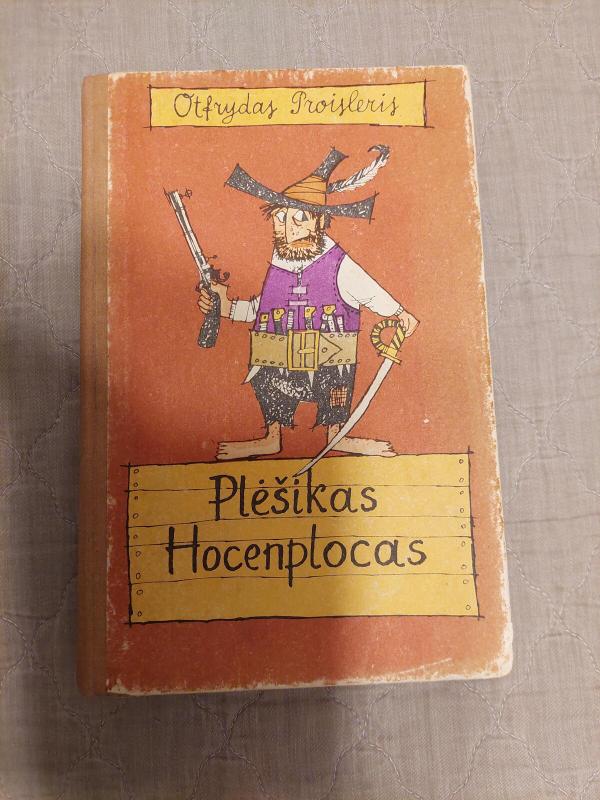 Otfrydas Proisleris
Plėšikas
Hocenplocas